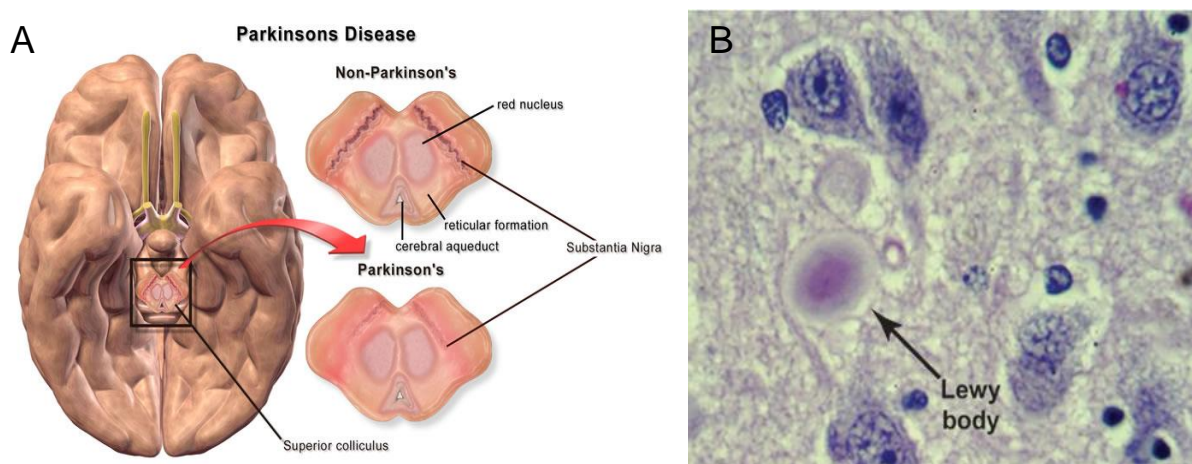 A
Parkinsons Disease
Non-Parkinson's
red nucleus
reticular formation
cerebral aqueduct
Substantia Nigra
Parkinson's
Superior colliculus
B
Lewy
body